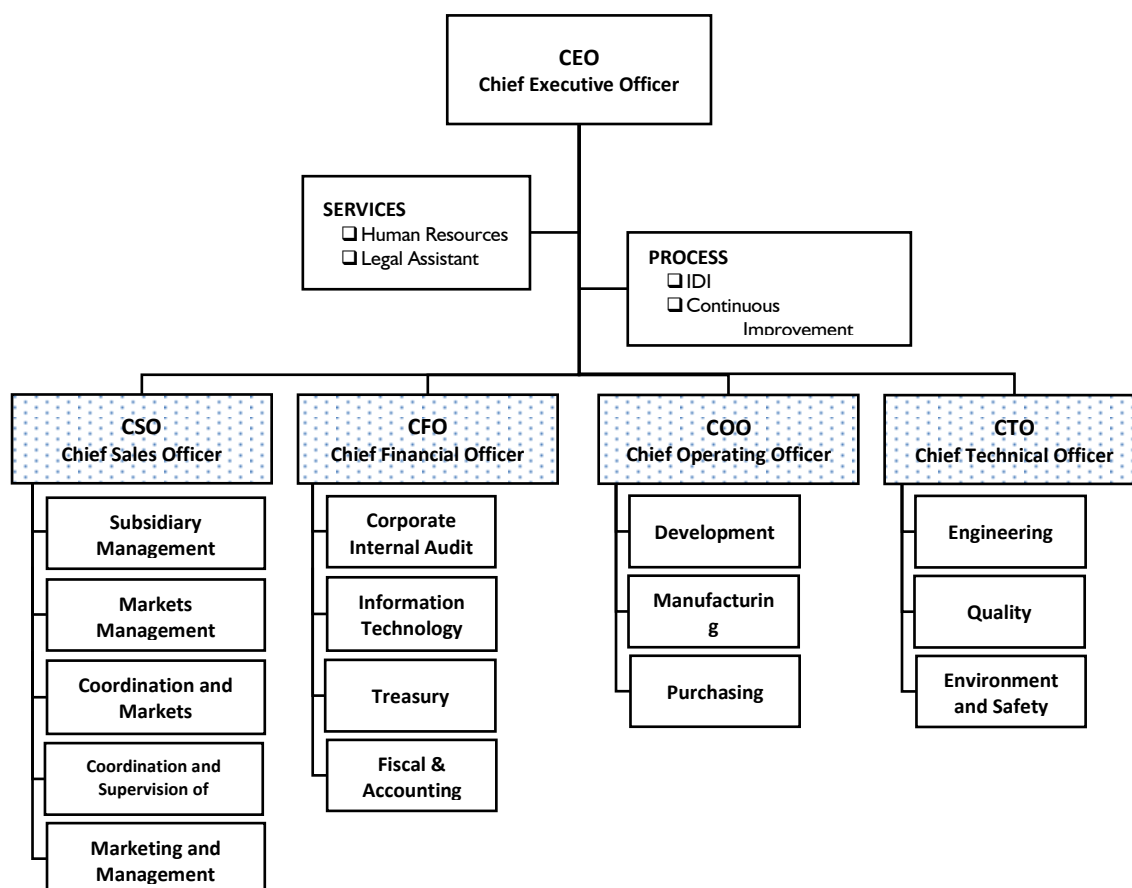 CEO
Chief Executive Officer
SERVICES
❑ Human Resources
❑ Legal Assistant
PROCESS
❑ IDI
❑ Continuous
Improvement
CSO
Chief Sales Officer
CFO
Chief Financial Officer
COO
Chief Operating Officer
CTO
Chief Technical Officer
Subsidiary
Management
Markets
Management
Coordination and
Markets
Coordination and
Supervision of
Marketing and
Management
Corporate
Internal Audit
Information
Technology
Treasury
Fiscal &
Accounting
Development
Manufacturin
g
Purchasing
Engineering
Quality
Environment
and Safety